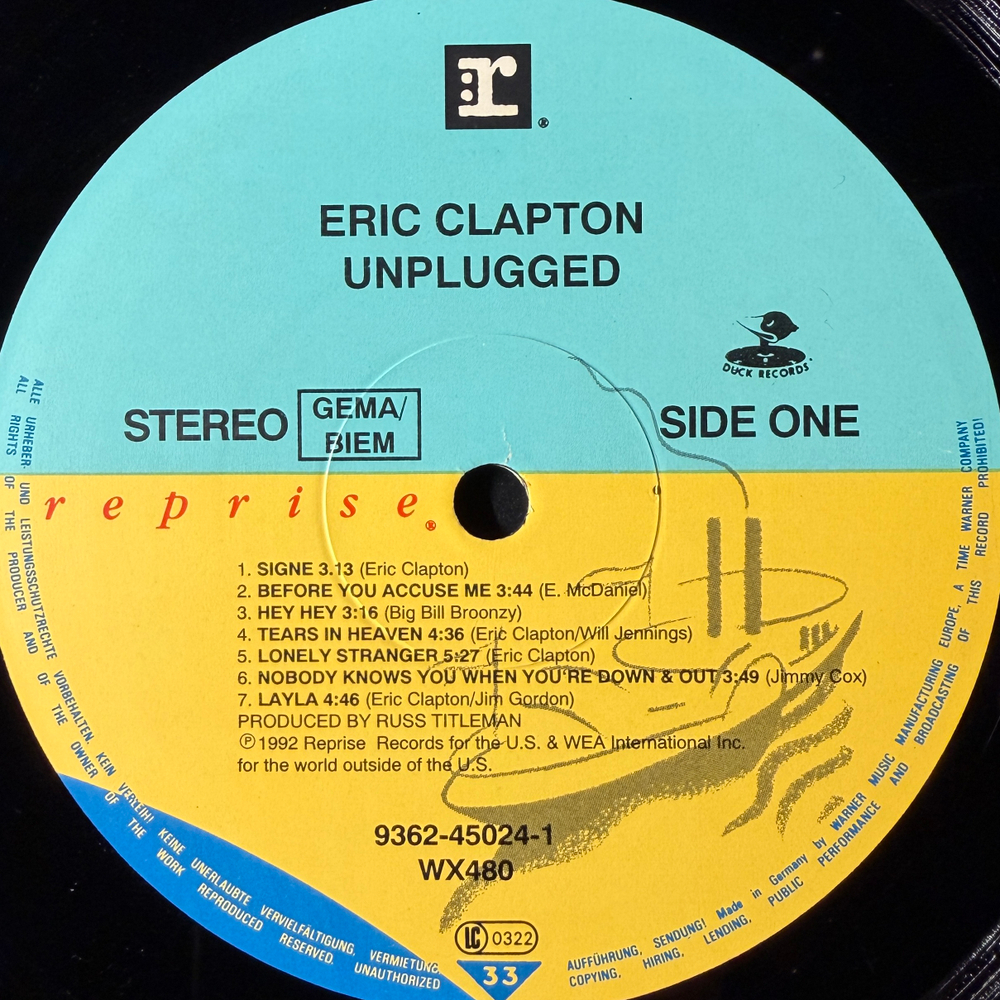 r®
ERIC CLAPTON
UNPLUGGED
DUCK RECORDS
STEREO
GEMA/
BIEM
SIDE ONE
reprise®
1. SIGNE 3.13 (Eric Clapton)
2. BEFORE YOU ACCUSE ME 3:44 (E. McDaniel)
3. HEY HEY 3:16 (Big Bill Broonzy)
4. TEARS IN HEAVEN 4:36 (Eric Clapton/Will Jennings)
5. LONELY STRANGER 5:27 (Eric Clapton)
6. NOBODY KNOWS YOU WHEN YOU'RE DOWN & OUT 3:49 (Jimmy Cox)
7. LAYLA 4:46 (Eric Clapton/Jim Gordon)
PRODUCED BY RUSS TITLEMAN
℗1992 Reprise Records for the U.S. & WEA International Inc.
for the world outside of the U.S.
9362-45024-1
WX480
LC 0322
33
ALLE URHEBER- UND LEISTUNGSSCHUTZRECHTE VORBEHALTEN. KEIN VERLEIH! KEINE UNERLAUBTE VERVIELFÄLTIGUNG, VERMIETUNG, AUFFÜHRUNG, SENDUNG! Made in Germany by WARNER MUSIC MANUFACTURING EUROPE, A TIME WARNER COMPANY
ALL RIGHTS OF THE PRODUCER AND OF THE OWNER OF THE WORK REPRODUCED RESERVED. UNAUTHORIZED COPYING, HIRING, LENDING, PUBLIC PERFORMANCE AND BROADCASTING OF THIS RECORD PROHIBITED!